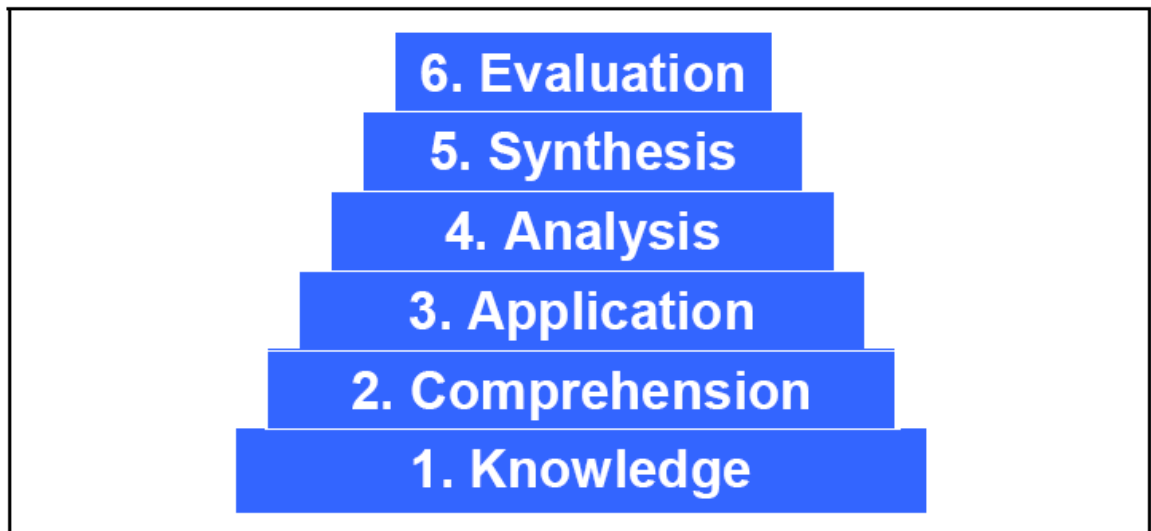 6. Evaluation
5. Synthesis
4. Analysis
3. Application
2. Comprehension
1. Knowledge